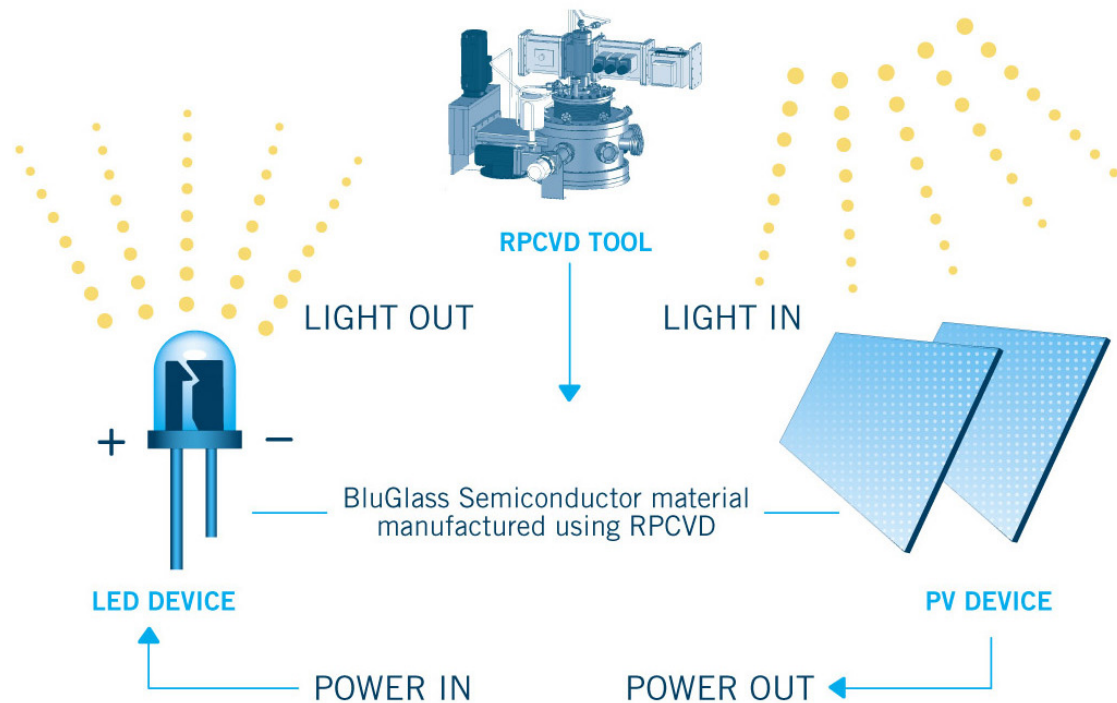 RPCVD TOOL
LIGHT OUT
LIGHT IN
+
−
BluGlass Semiconductor material
manufactured using RPCVD
LED DEVICE
PV DEVICE
POWER IN
POWER OUT